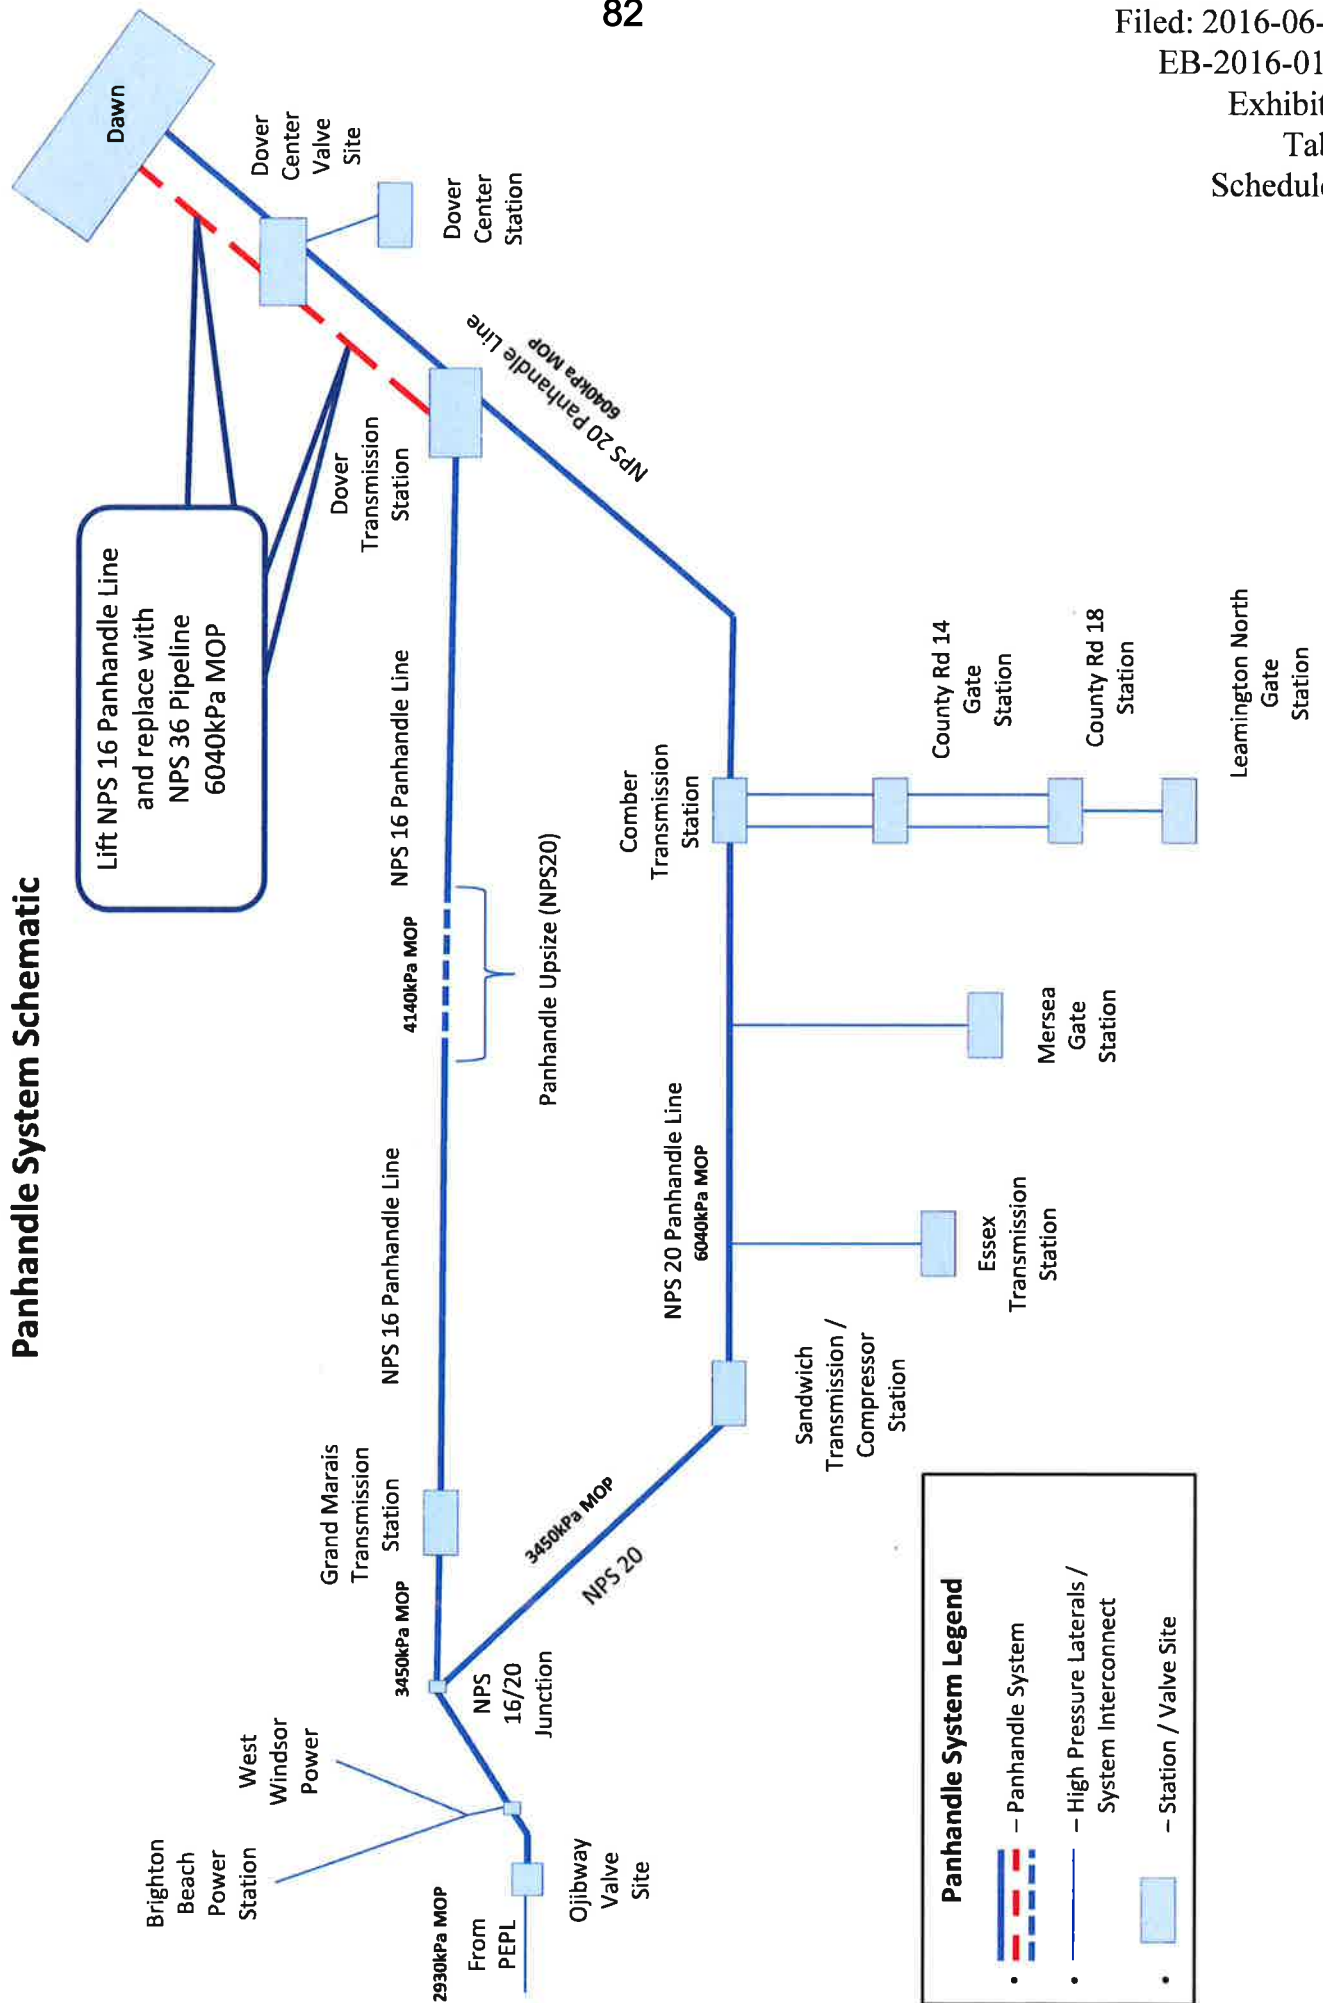 82
Filed: 2016-06-
EB-2016-01
Exhibit
Tal
Schedule
Panhandle System Schematic
Lift NPS 16 Panhandle Line
and replace with
NPS 36 Pipeline
6040kPa MOP
Dawn
Dover
Center
Valve
Site
Dover
Center
Station
Dover
Transmission
Station
NPS 20 Panhandle Line
6040kPa MOP
NPS 16 Panhandle Line
4140kPa MOP
Panhandle Upsize (NPS20)
NPS 16 Panhandle Line
Grand Marais
Transmission
Station
3450kPa MOP
NPS
16/20
Junction
West
Windsor
Power
Brighton
Beach
Power
Station
2930kPa MOP
From
PEPL
Ojibway
Valve
Site
3450kPa MOP
NPS 20
Sandwich
Transmission /
Compressor
Station
NPS 20 Panhandle Line
6040kPa MOP
Essex
Transmission
Station
Mersea
Gate
Station
Comber
Transmission
Station
County Rd 14
Gate
Station
County Rd 18
Station
Leamington North
Gate
Station
Panhandle System Legend
• – Panhandle System
• – High Pressure Laterals /
System Interconnect
• – Station / Valve Site